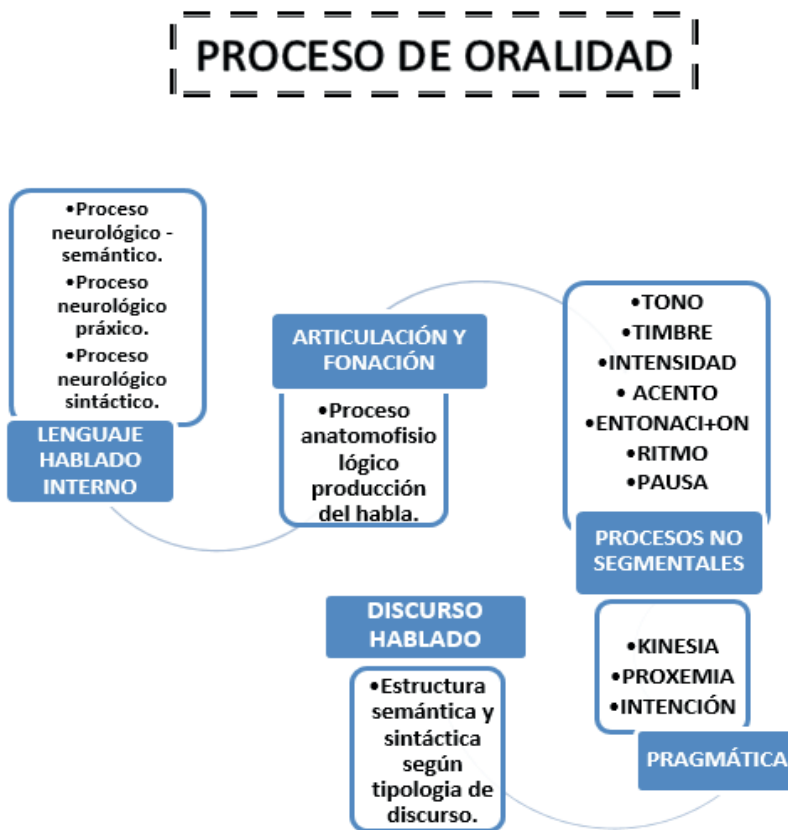 PROCESO DE ORALIDAD
•Proceso
neurológico -
semántico.
•Proceso
neurológico
práxico.
•Proceso
neurológico
sintáctico.
LENGUAJE
HABLADO
INTERNO
ARTICULACIÓN Y
FONACIÓN
•Proceso
anatomofisio
lógico
producción
del habla.
•TONO
•TIMBRE
•INTENSIDAD
• ACENTO
•ENTONACI+ON
•RITMO
•PAUSA
PROCESOS NO
SEGMENTALES
•KINESIA
•PROXEMIA
•INTENCIÓN
PRAGMÁTICA
DISCURSO
HABLADO
•Estructura
semántica y
sintáctica
según
tipologia de
discurso.